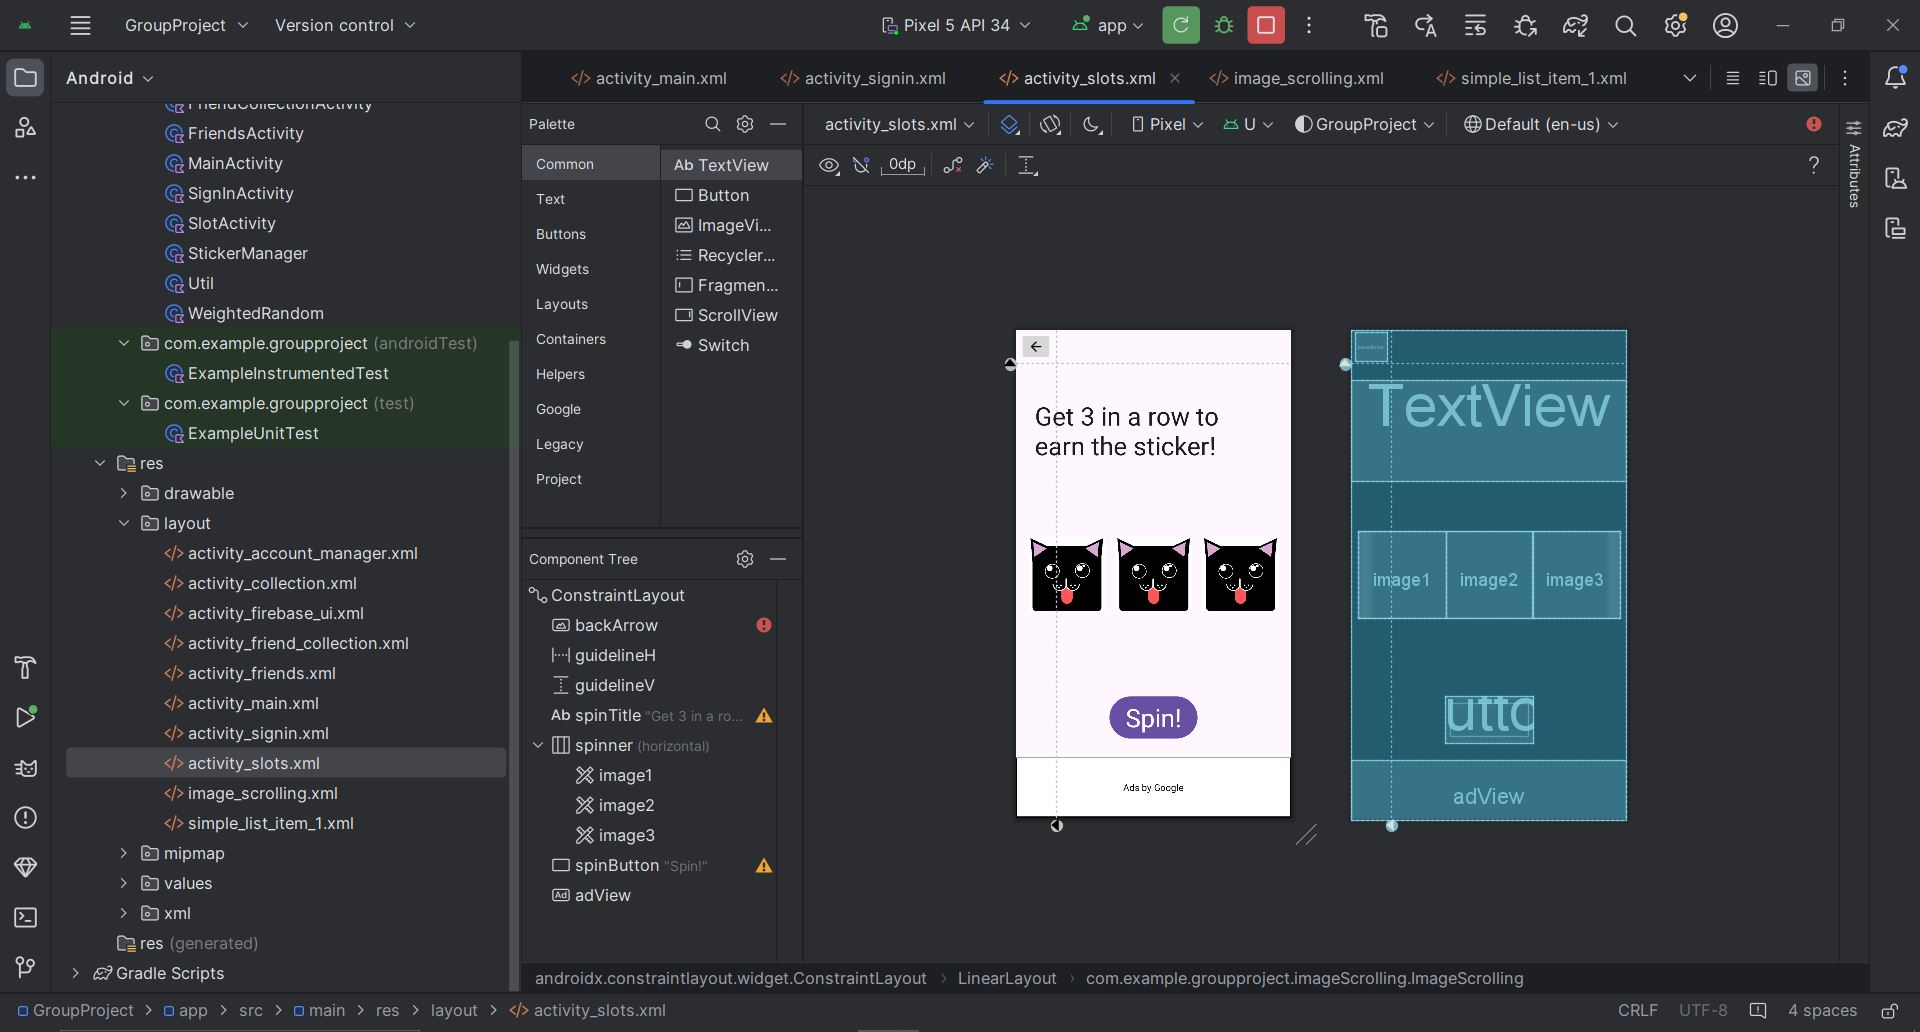 GroupProject
Version control
Pixel 5 API 34
app
Android
activity_main.xml
activity_signin.xml
activity_slots.xml
image_scrolling.xml
simple_list_item_1.xml
FriendCollectionActivity
FriendsActivity
MainActivity
SignInActivity
SlotActivity
StickerManager
Util
WeightedRandom
com.example.groupproject (androidTest)
ExampleInstrumentedTest
com.example.groupproject (test)
ExampleUnitTest
res
drawable
layout
activity_account_manager.xml
activity_collection.xml
activity_firebase_ui.xml
activity_friend_collection.xml
activity_friends.xml
activity_main.xml
activity_signin.xml
activity_slots.xml
image_scrolling.xml
simple_list_item_1.xml
mipmap
values
xml
res (generated)
Gradle Scripts
Palette
Common
Text
Buttons
Widgets
Layouts
Containers
Helpers
Google
Legacy
Project
Ab TextView
Button
ImageVi...
Recycler...
Fragmen...
ScrollView
Switch
Component Tree
ConstraintLayout
backArrow
guidelineH
guidelineV
Ab spinTitle "Get 3 in a ro...
spinner (horizontal)
image1
image2
image3
spinButton "Spin!"
Ad adView
activity_slots.xml
Pixel
U
GroupProject
Default (en-us)
0dp
?
Attributes
Get 3 in a row to
earn the sticker!
Spin!
Ads by Google
backArrow
TextView
image1
image2
image3
utto
adView
androidx.constraintlayout.widget.ConstraintLayout
LinearLayout
com.example.groupproject.imageScrolling.ImageScrolling
GroupProject
app
src
main
res
layout
activity_slots.xml
CRLF
UTF-8
4 spaces